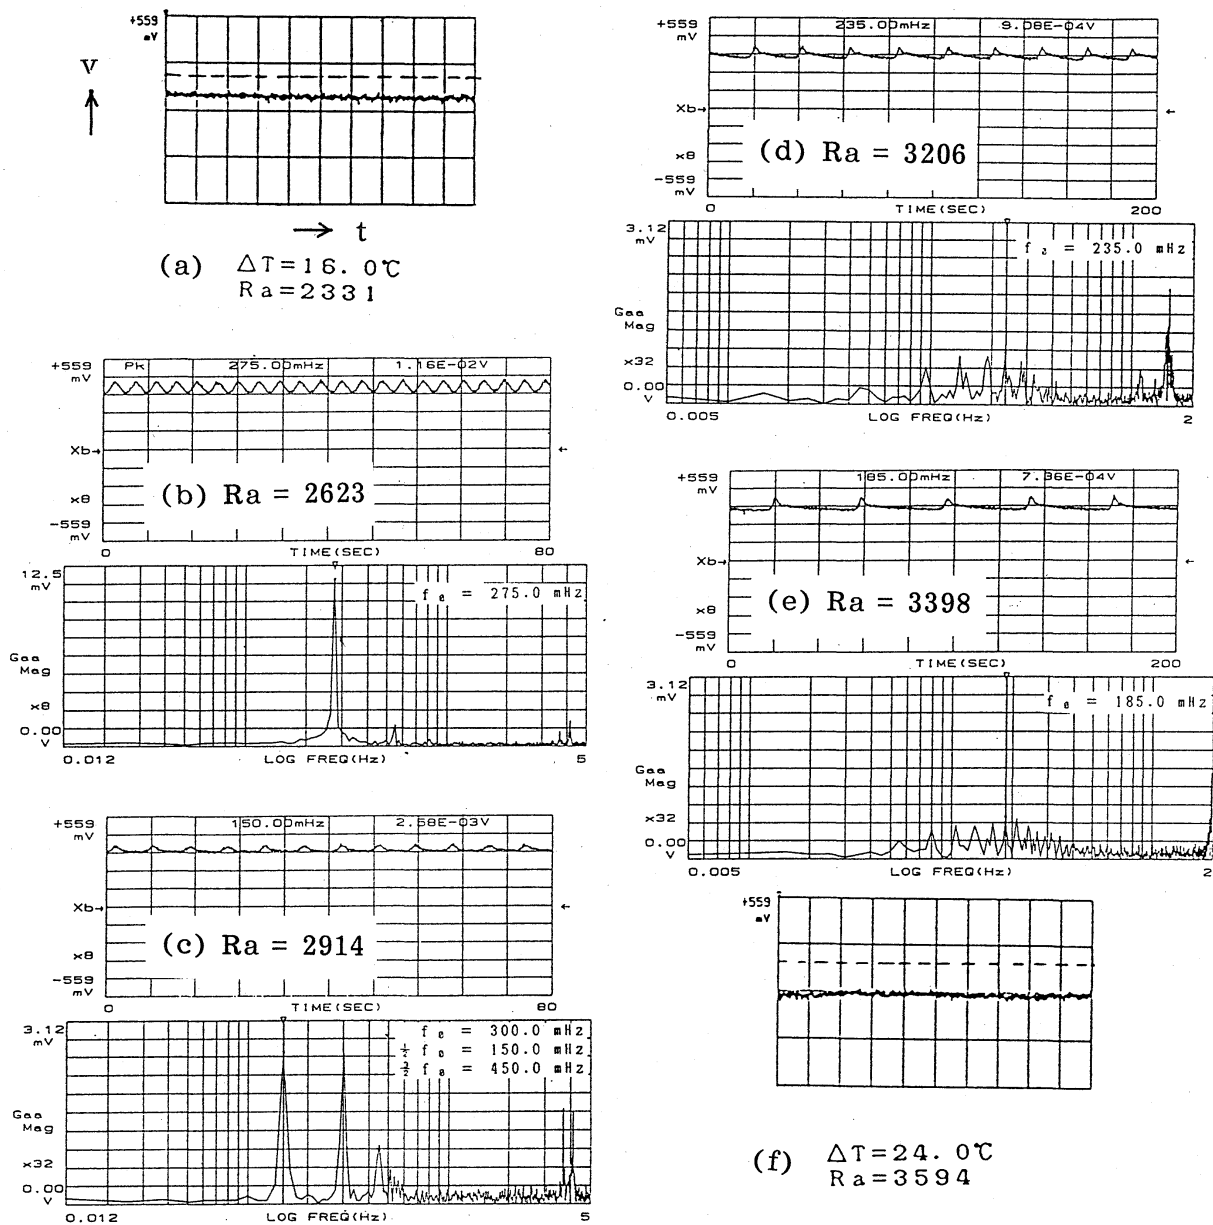 +559
mV
V
t
(a) ΔT=16.0℃
Ra=2331
+559
mV
Pk 275.00mHz 1.16E-02V
Xb→
←
x8
(b) Ra = 2623
-559
mV
0 TIME(SEC) 80
12.5
mV
f₀ = 275.0 mHz
Gaa
Mag
x8
0.00
V
0.012 LOG FREQ(Hz) 5
+559
mV
150.00mHz 2.68E-03V
Xb→
←
x8
(c) Ra = 2914
-559
mV
0 TIME(SEC) 80
3.12
mV
f₀ = 300.0 mHz
½ f₀ = 150.0 mHz
3/2 f₀ = 450.0 mHz
Gaa
Mag
x32
0.00
V
0.012 LOG FREQ(Hz) 5
+559
mV
235.00mHz 9.08E-04V
Xb→
←
(d) Ra = 3206
x8
-559
mV
0 TIME(SEC) 200
3.12
mV
f₀ = 235.0 mHz
Gaa
Mag
x32
0.00
V
0.005 LOG FREQ(Hz) 2
+559
mV
185.00mHz 7.36E-04V
Xb→
←
(e) Ra = 3398
x8
-559
mV
0 TIME(SEC) 200
3.12
mV
f₀ = 185.0 mHz
Gaa
Mag
x32
0.00
V
0.005 LOG FREQ(Hz) 2
+559
mV
(f) ΔT=24.0℃
Ra=3594